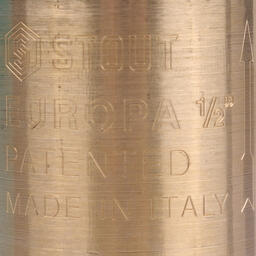 STOUT
EUROPA 1/2"
PATENTED
MADE IN ITALY